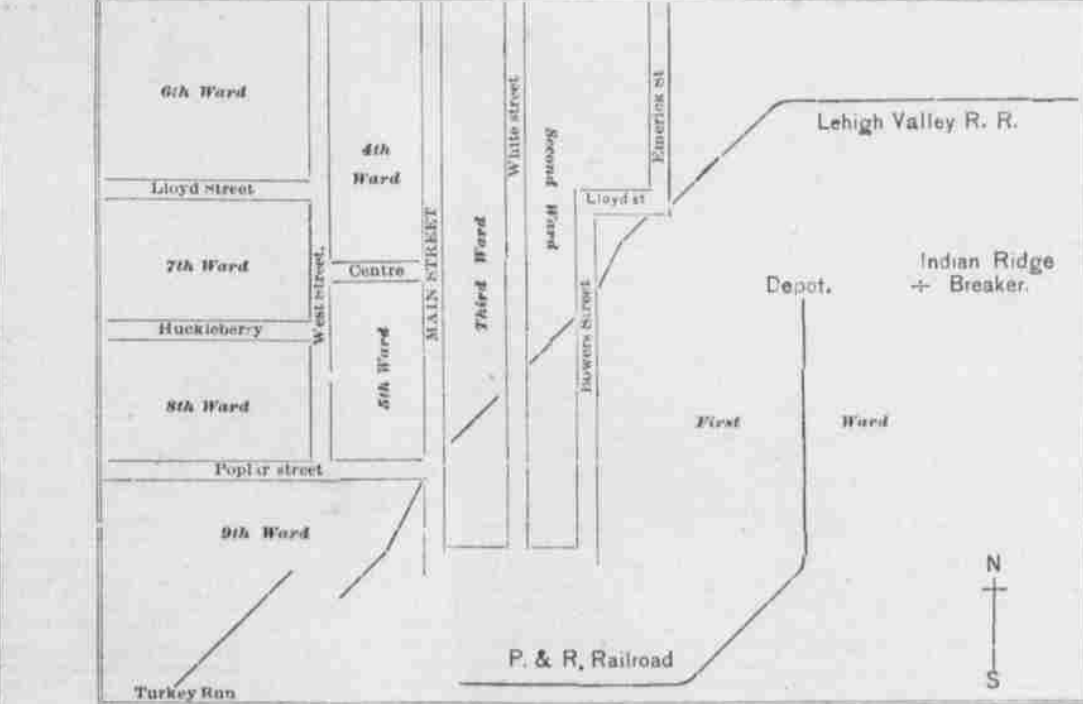 6th Ward
4th
Ward
White street
Second Ward
Emerick St
Lehigh Valley R. R.
Lloyd Street
Lloyd st
7th Ward
Centre
MAIN STREET
Third Ward
Indian Ridge
Breaker.
Depot.
West street.
Huckleberry
5th Ward
Bowers Street
8th Ward
First Ward
Poplar street
9th Ward
N
P. & R, Railroad
S
Turkey Run